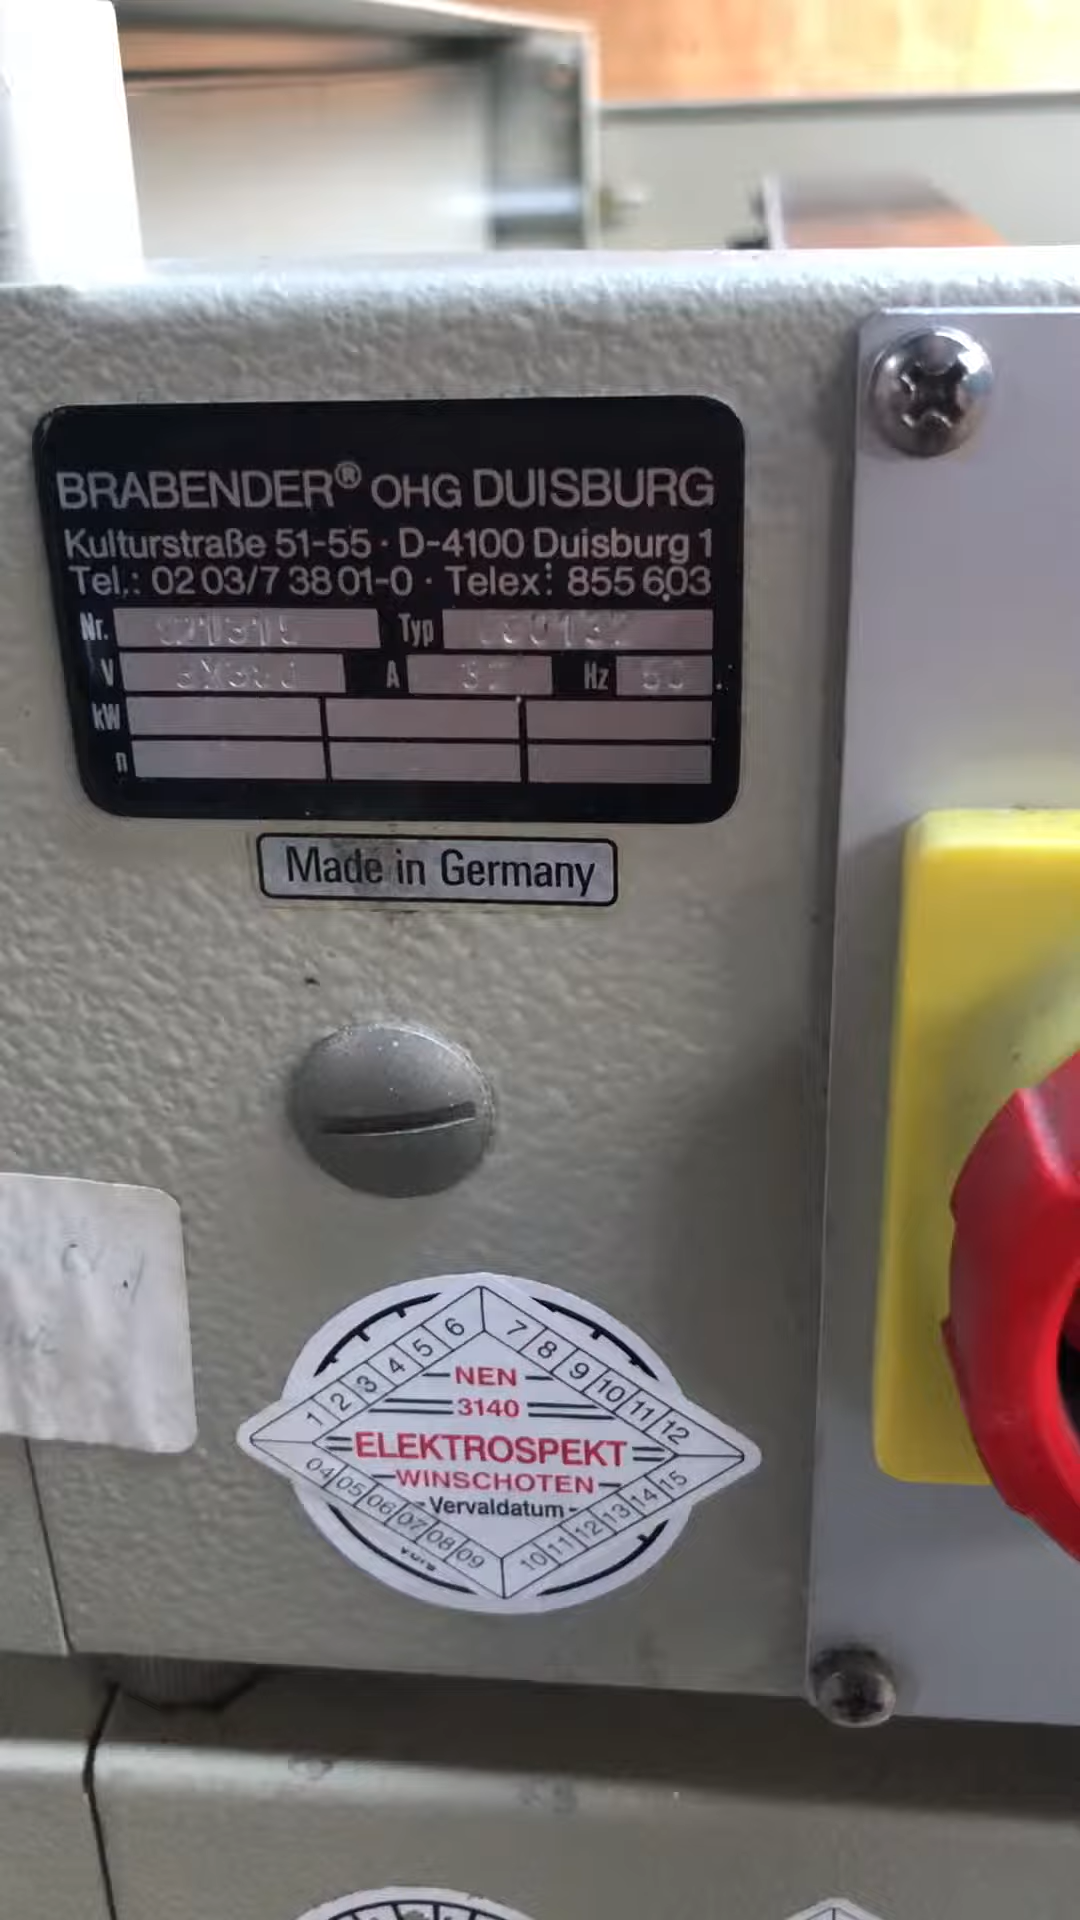 BRABENDER® OHG DUISBURG
Kulturstraße 51-55 · D-4100 Duisburg 1
Tel.: 02 03/7 38 01-0 · Telex: 855 603
Nr. Typ
V A Hz 50
kW
n
Made in Germany
1 2 3 4 5 6 7 8 9 10 11 12
NEN
3140
ELEKTROSPEKT
WINSCHOTEN
Vervaldatum
04 05 06 07 08 09 10 11 12 13 14 15